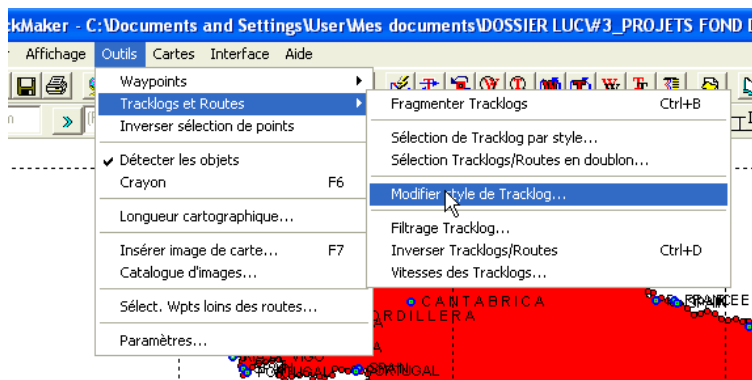 ckMaker - C:\Documents and Settings\User\Mes documents\DOSSIER LUC\#3_PROJETS FOND D
Affichage Outils Cartes Interface Aide
Waypoints
Tracklogs et Routes
Inverser sélection de points
Détecter les objets
Crayon F6
Longueur cartographique...
Insérer image de carte... F7
Catalogue d'images...
Sélect. Wpts loins des routes...
Paramètres...
Fragmenter Tracklogs Ctrl+B
Sélection de Tracklog par style...
Sélection Tracklogs/Routes en doublon...
Modifier style de Tracklog...
Filtrage Tracklog...
Inverser Tracklogs/Routes Ctrl+D
Vitesses des Tracklogs...
CANTABRICA
RDILLERA
SPAIN
PORTUGAL